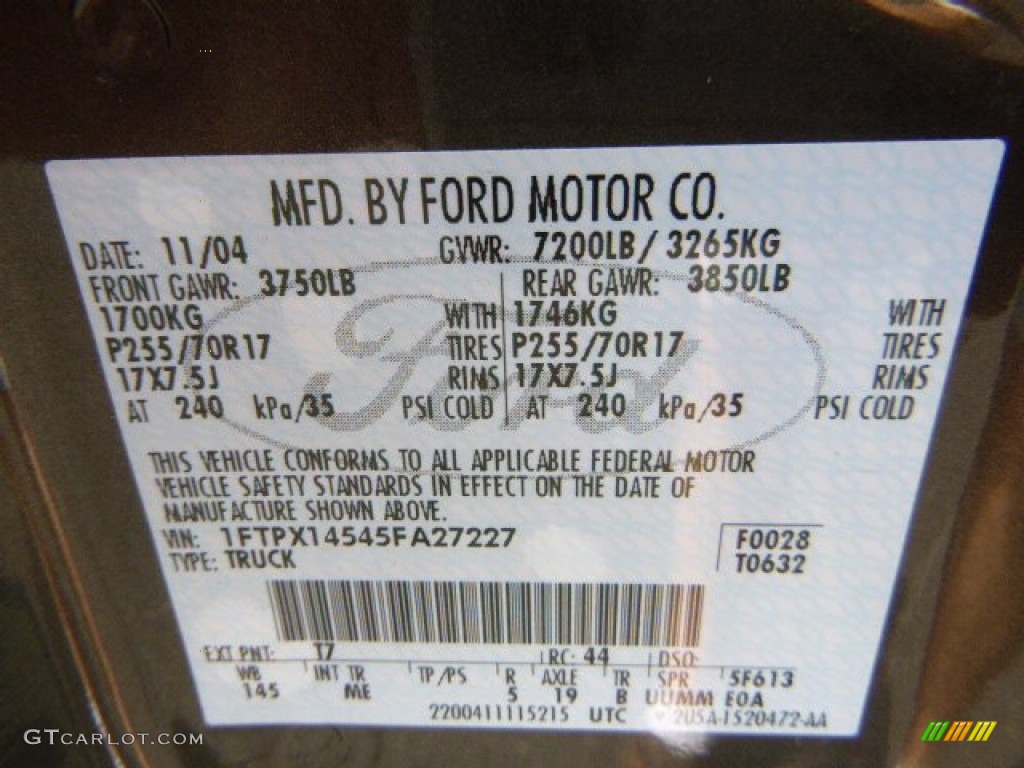 MFD. BY FORD MOTOR CO.
DATE: 11/04 GVWR: 7200LB/ 3265KG
FRONT GAWR: 3750LB REAR GAWR: 3850LB
1700KG WITH 1746KG WITH
P255/70R17 TIRES P255/70R17 TIRES
17X7.5J RIMS 17X7.5J RIMS
AT 240 kPa/35 PSI COLD AT 240 kPa/35 PSI COLD
Ford
THIS VEHICLE CONFORMS TO ALL APPLICABLE FEDERAL MOTOR
VEHICLE SAFETY STANDARDS IN EFFECT ON THE DATE OF
MANUFACTURE SHOWN ABOVE.
VIN: 1FTPX14545FA27227 F0028
TYPE: TRUCK T0632
EXT PNT: T7 RC: 44 DSO:
WB INT TR TP/PS R AXLE TR SPR 5F613
145 ME 5 19 B UUMM E0A
2200411115215 UTC 2U5A-1520472-AA
GTCARLOT.COM